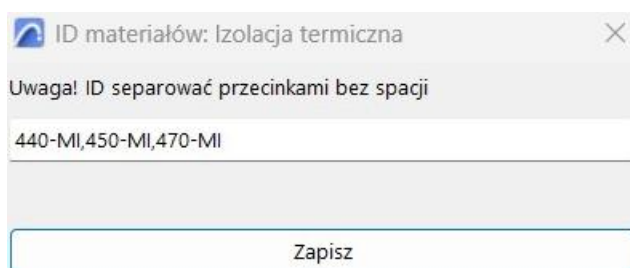 ID materiałów: Izolacja termiczna
Uwaga! ID separować przecinkami bez spacji
440-MI,450-MI,470-MI
Zapisz